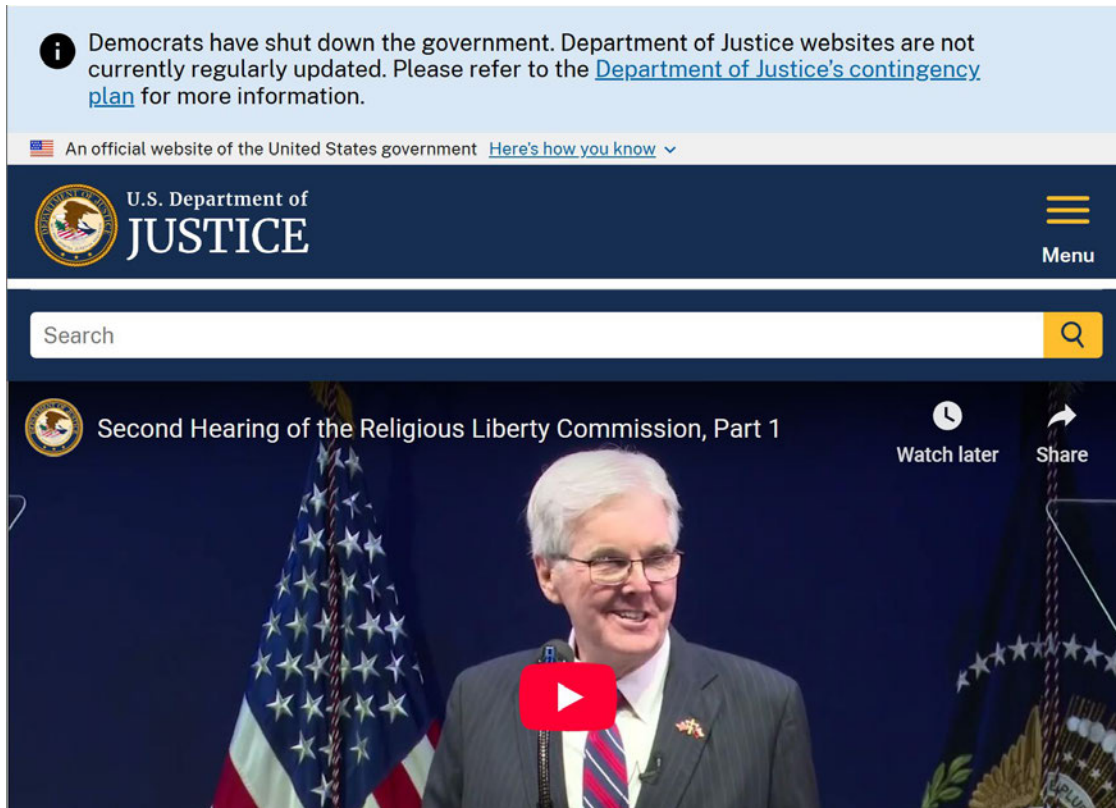 Democrats have shut down the government. Department of Justice websites are not
currently regularly updated. Please refer to the Department of Justice's contingency
plan for more information.
An official website of the United States government Here's how you know
U.S. Department of
JUSTICE
Menu
Search
Second Hearing of the Religious Liberty Commission, Part 1
Watch later
Share